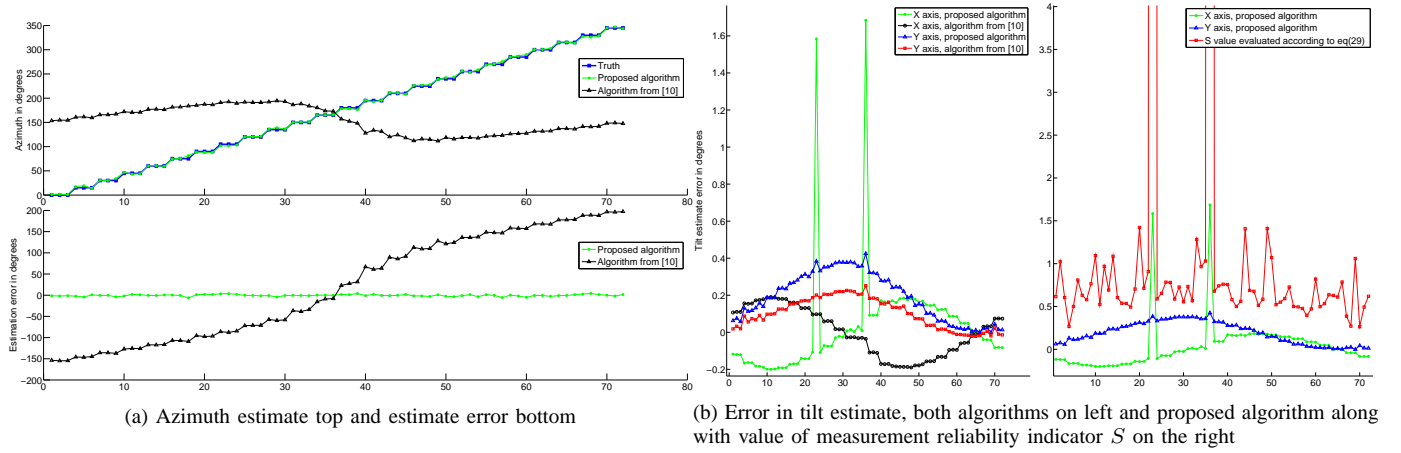 350
300
250
200
150
100
50
0
Azimuth in degrees
Truth
Proposed algorithm
Algorithm from [10]
0 10 20 30 40 50 60 70 80
200
150
100
50
0
−50
−100
−150
−200
Estimation error in degrees
Proposed algorithm
Algorithm from [10]
0 10 20 30 40 50 60 70 80
(a) Azimuth estimate top and estimate error bottom
1.6
1.4
1.2
1
0.8
0.6
0.4
0.2
0
−0.2
Tilt estimate error in degrees
X axis, proposed algorithm
X axis, algorithm from [10]
Y axis, proposed algorithm
Y axis, algorithm from [10]
0 10 20 30 40 50 60 70
4
3.5
3
2.5
2
1.5
1
0.5
0
X axis, proposed algorithm
Y axis, proposed algorithm
S value evaluated according to eq(29)
10 20 30 40 50 60 70
(b) Error in tilt estimate, both algorithms on left and proposed algorithm along
with value of measurement reliability indicator S on the right